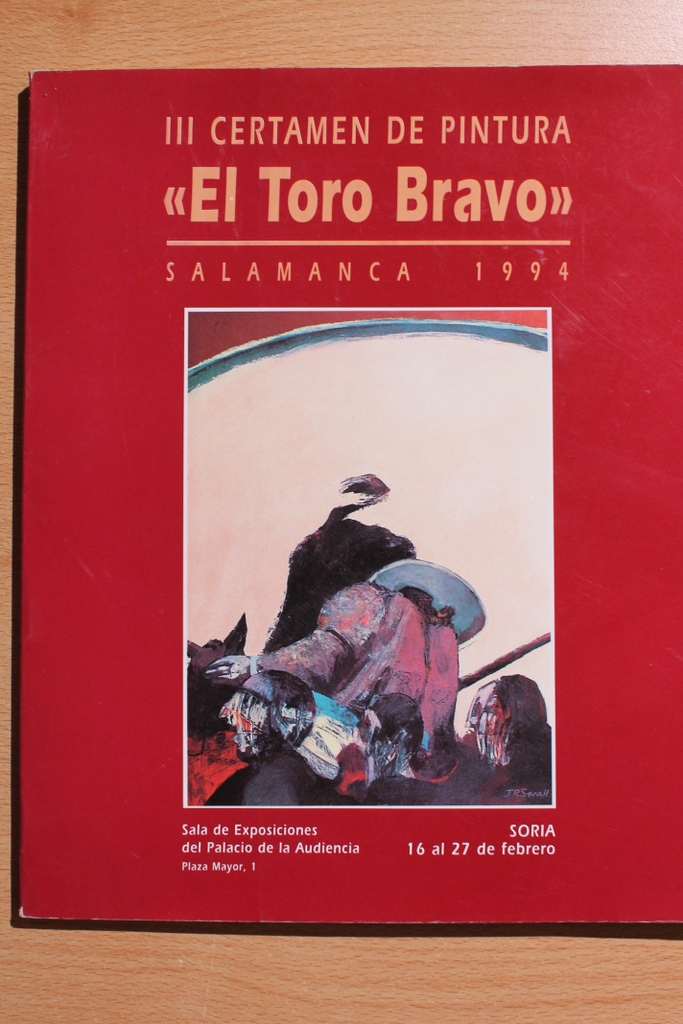 III CERTAMEN DE PINTURA
«El Toro Bravo»
SALAMANCA 1994
Sala de Exposiciones
del Palacio de la Audiencia
Plaza Mayor, 1
SORIA
16 al 27 de febrero